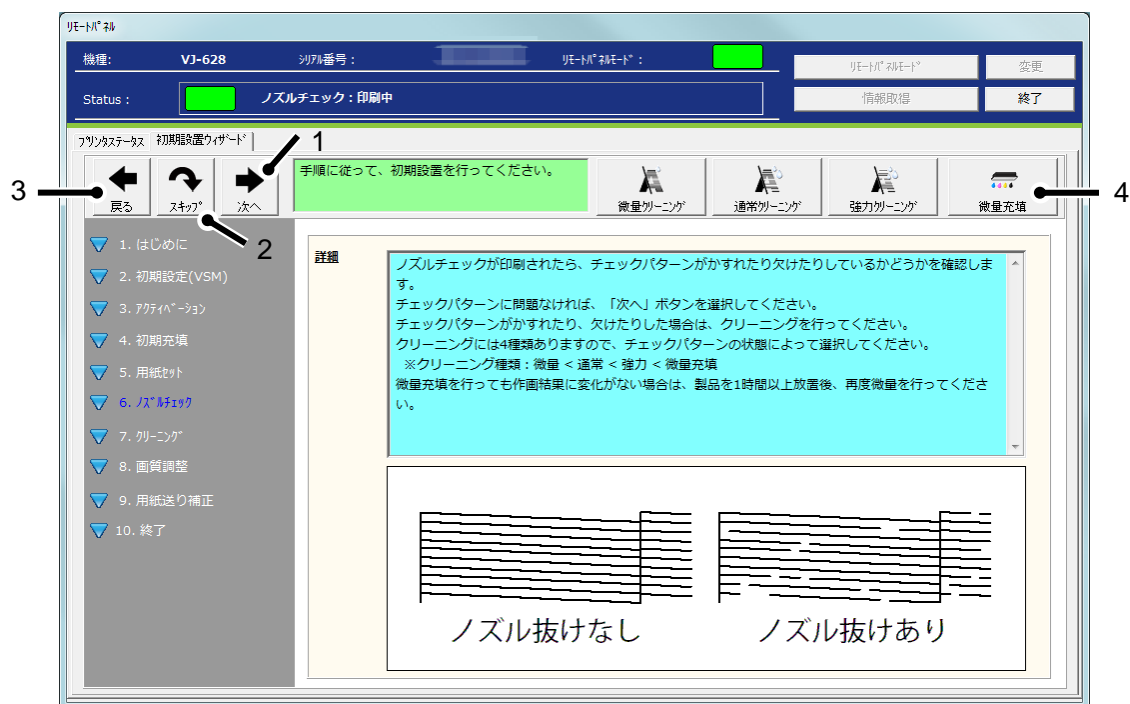 ﾘﾓｰﾄﾊﾟﾈﾙ
機種: VJ-628 ｼﾘｱﾙ番号： ﾘﾓｰﾄﾊﾟﾈﾙﾓｰﾄﾞ：
ﾘﾓｰﾄﾊﾟﾈﾙﾓｰﾄﾞ 変更
Status： ノズルチェック：印刷中
情報取得 終了
ﾌﾟﾘﾝﾀｽﾃｰﾀｽ 初期設置ｳｨｻﾞｰﾄﾞ
1
3
戻る ｽｷｯﾌﾟ 次へ
手順に従って、初期設置を行ってください。
微量ｸﾘｰﾆﾝｸﾞ 通常ｸﾘｰﾆﾝｸﾞ 強力ｸﾘｰﾆﾝｸﾞ 微量充填
4
2
1. はじめに
2. 初期設定(VSM)
3. ｱｸﾃｨﾍﾞｰｼｮﾝ
4. 初期充填
5. 用紙ｾｯﾄ
6. ﾉｽﾞﾙﾁｪｯｸ
7. ｸﾘｰﾆﾝｸﾞ
8. 画質調整
9. 用紙送り補正
10. 終了
詳細
ノズルチェックが印刷されたら、チェックパターンがかすれたり欠けたりしているかどうかを確認しま
す。
チェックパターンに問題なければ、「次へ」ボタンを選択してください。
チェックパターンがかすれたり、欠けたりした場合は、クリーニングを行ってください。
クリーニングには4種類ありますので、チェックパターンの状態によって選択してください。
※クリーニング種類：微量 < 通常 < 強力 < 微量充填
微量充填を行っても作画結果に変化がない場合は、製品を1時間以上放置後、再度微量を行ってくださ
い。
ノズル抜けなし
ノズル抜けあり